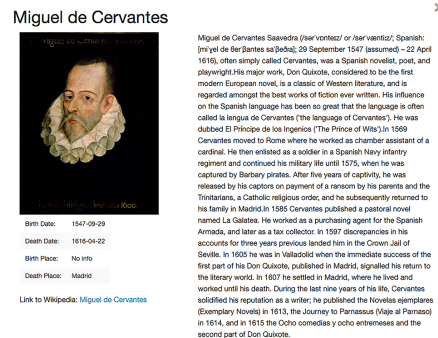 Miguel de Cervantes
Miguel de Cervantes Saavedra (/sərˈvɒnteɪz/ or /sərˈvæntɪz/; Spanish:
[miˈɣel de θerˈβantes saˈβeðɾa]; 29 September 1547 (assumed) – 22 April
1616), often simply called Cervantes, was a Spanish novelist, poet, and
playwright.His major work, Don Quixote, considered to be the first
modern European novel, is a classic of Western literature, and is
regarded amongst the best works of fiction ever written. His influence
on the Spanish language has been so great that the language is often
called la lengua de Cervantes ('the language of Cervantes'). He was
dubbed El Príncipe de los Ingenios ('The Prince of Wits').In 1569
Cervantes moved to Rome where he worked as chamber assistant of a
cardinal. He then enlisted as a soldier in a Spanish Navy infantry
regiment and continued his military life until 1575, when he was
captured by Barbary pirates. After five years of captivity, he was
released by his captors on payment of a ransom by his parents and the
Trinitarians, a Catholic religious order, and he subsequently returned to
his family in Madrid.In 1585 Cervantes published a pastoral novel
named La Galatea. He worked as a purchasing agent for the Spanish
Armada, and later as a tax collector. In 1597 discrepancies in his
accounts for three years previous landed him in the Crown Jail of
Seville. In 1605 he was in Valladolid when the immediate success of the
first part of his Don Quixote, published in Madrid, signalled his return to
the literary world. In 1607 he settled in Madrid, where he lived and
worked until his death. During the last nine years of his life, Cervantes
solidified his reputation as a writer; he published the Novelas ejemplares
(Exemplary Novels) in 1613, the Journey to Parnassus (Viaje al Parnaso)
in 1614, and in 1615 the Ocho comedias y ocho entremeses and the
second part of Don Quixote.
Birth Date: 1547-09-29
Death Date: 1616-04-22
Birth Place: No info
Death Place: Madrid
Link to Wikipedia: Miguel de Cervantes